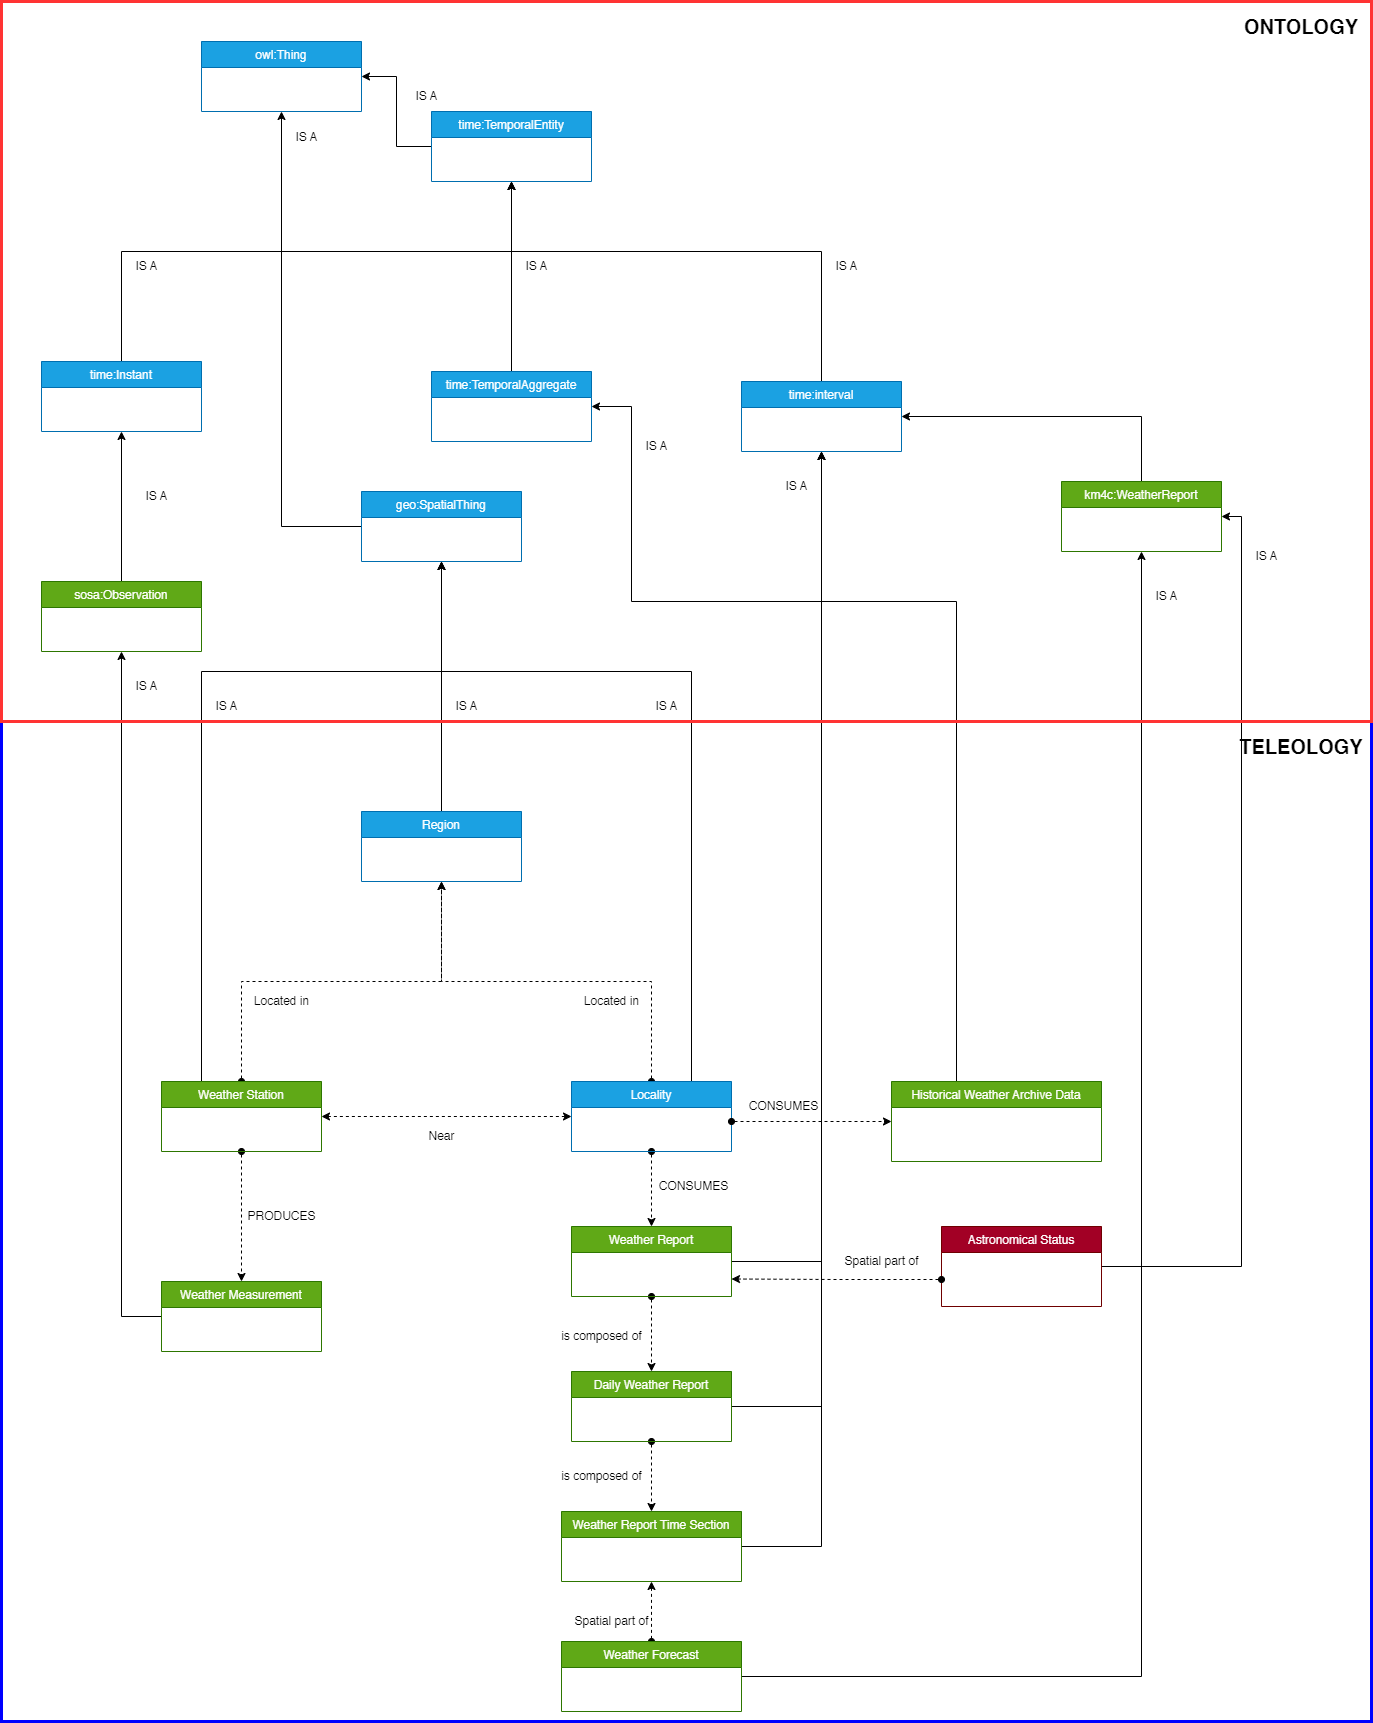 ONTOLOGY
owl:Thing
IS A
time:TemporalEntity
IS A
IS A
IS A
IS A
time:Instant
time:TemporalAggregate
time:interval
IS A
IS A
IS A
km4c:WeatherReport
geo:SpatialThing
IS A
sosa:Observation
IS A
IS A
IS A
IS A
IS A
TELEOLOGY
Region
Located in
Located in
Weather Station
Locality
Historical Weather Archive Data
CONSUMES
Near
CONSUMES
PRODUCES
Weather Report
Astronomical Status
Spatial part of
Weather Measurement
is composed of
Daily Weather Report
is composed of
Weather Report Time Section
Spatial part of
Weather Forecast